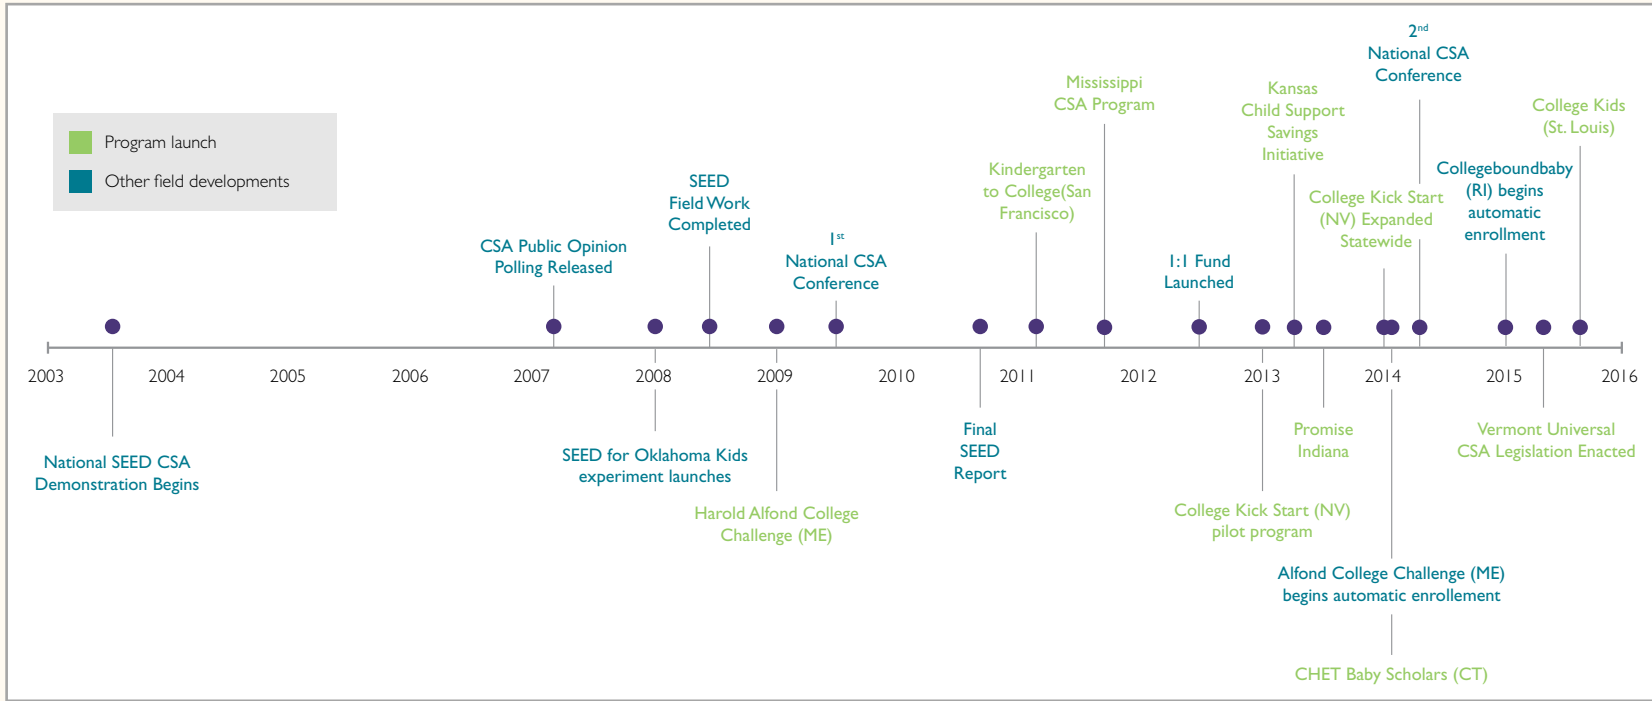 Program launch
Other field developments
CSA Public Opinion
Polling Released
SEED
Field Work
Completed
1st
National CSA
Conference
Kindergarten
to College(San
Francisco)
Mississippi
CSA Program
1:1 Fund
Launched
Kansas
Child Support
Savings
Initiative
College Kick Start
(NV) Expanded
Statewide
2nd
National CSA
Conference
Collegeboundbaby
(RI) begins
automatic
enrollment
College Kids
(St. Louis)
2003
2004
2005
2006
2007
2008
2009
2010
2011
2012
2013
2014
2015
2016
National SEED CSA
Demonstration Begins
SEED for Oklahoma Kids
experiment launches
Harold Alfond College
Challenge (ME)
Final
SEED
Report
College Kick Start (NV)
pilot program
Promise
Indiana
Alfond College Challenge (ME)
begins automatic enrollement
CHET Baby Scholars (CT)
Vermont Universal
CSA Legislation Enacted